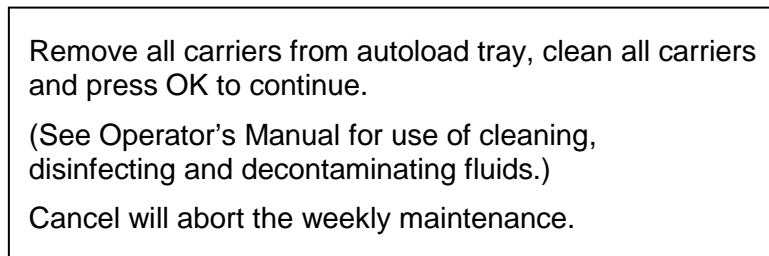 Remove all carriers from autoload tray, clean all carriers
and press OK to continue.
(See Operator’s Manual for use of cleaning,
disinfecting and decontaminating fluids.)
Cancel will abort the weekly maintenance.